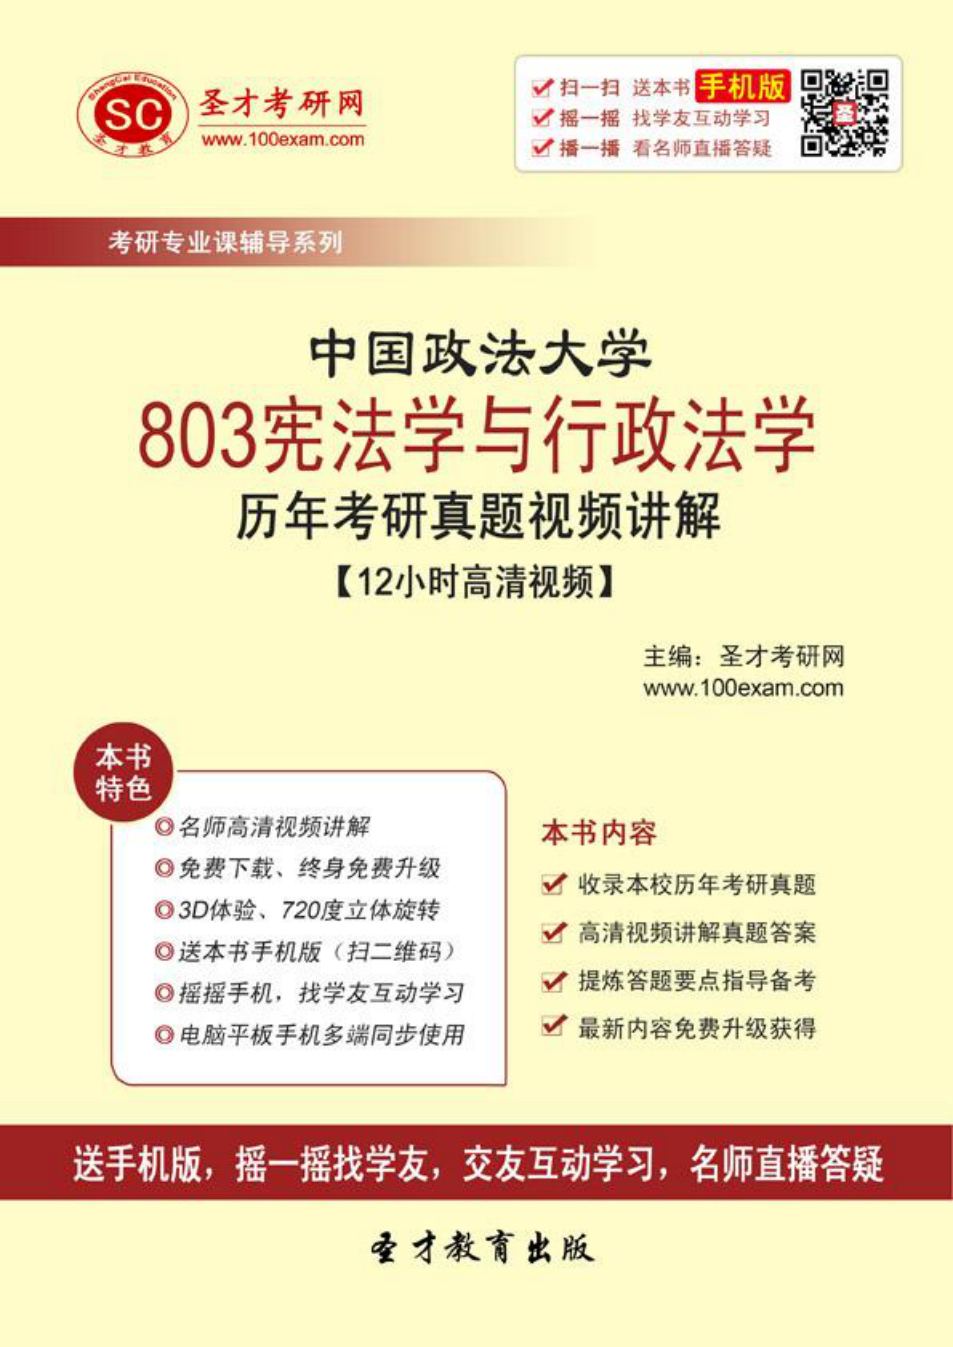 ShengCai Education
SC
圣才教育
圣才考研网
www.100exam.com
扫一扫 送本书 手机版
摇一摇 找学友互动学习
播一播 看名师直播答疑
圣
考研专业课辅导系列
中国政法大学
803宪法学与行政法学
历年考研真题视频讲解
【12小时高清视频】
主编：圣才考研网
www.100exam.com
本书
特色
◎名师高清视频讲解
◎免费下载、终身免费升级
◎3D体验、720度立体旋转
◎送本书手机版（扫二维码）
◎摇摇手机，找学友互动学习
◎电脑平板手机多端同步使用
本书内容
收录本校历年考研真题
高清视频讲解真题答案
提炼答题要点指导备考
最新内容免费升级获得
送手机版，摇一摇找学友，交友互动学习，名师直播答疑
圣才教育出版